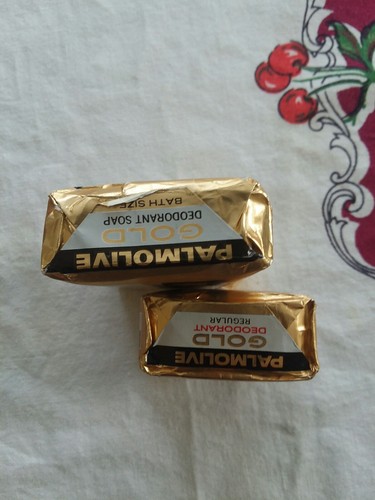 PALMOLIVE
GOLD
DEODORANT SOAP
BATH SIZE
PALMOLIVE
GOLD
DEODORANT
REGULAR